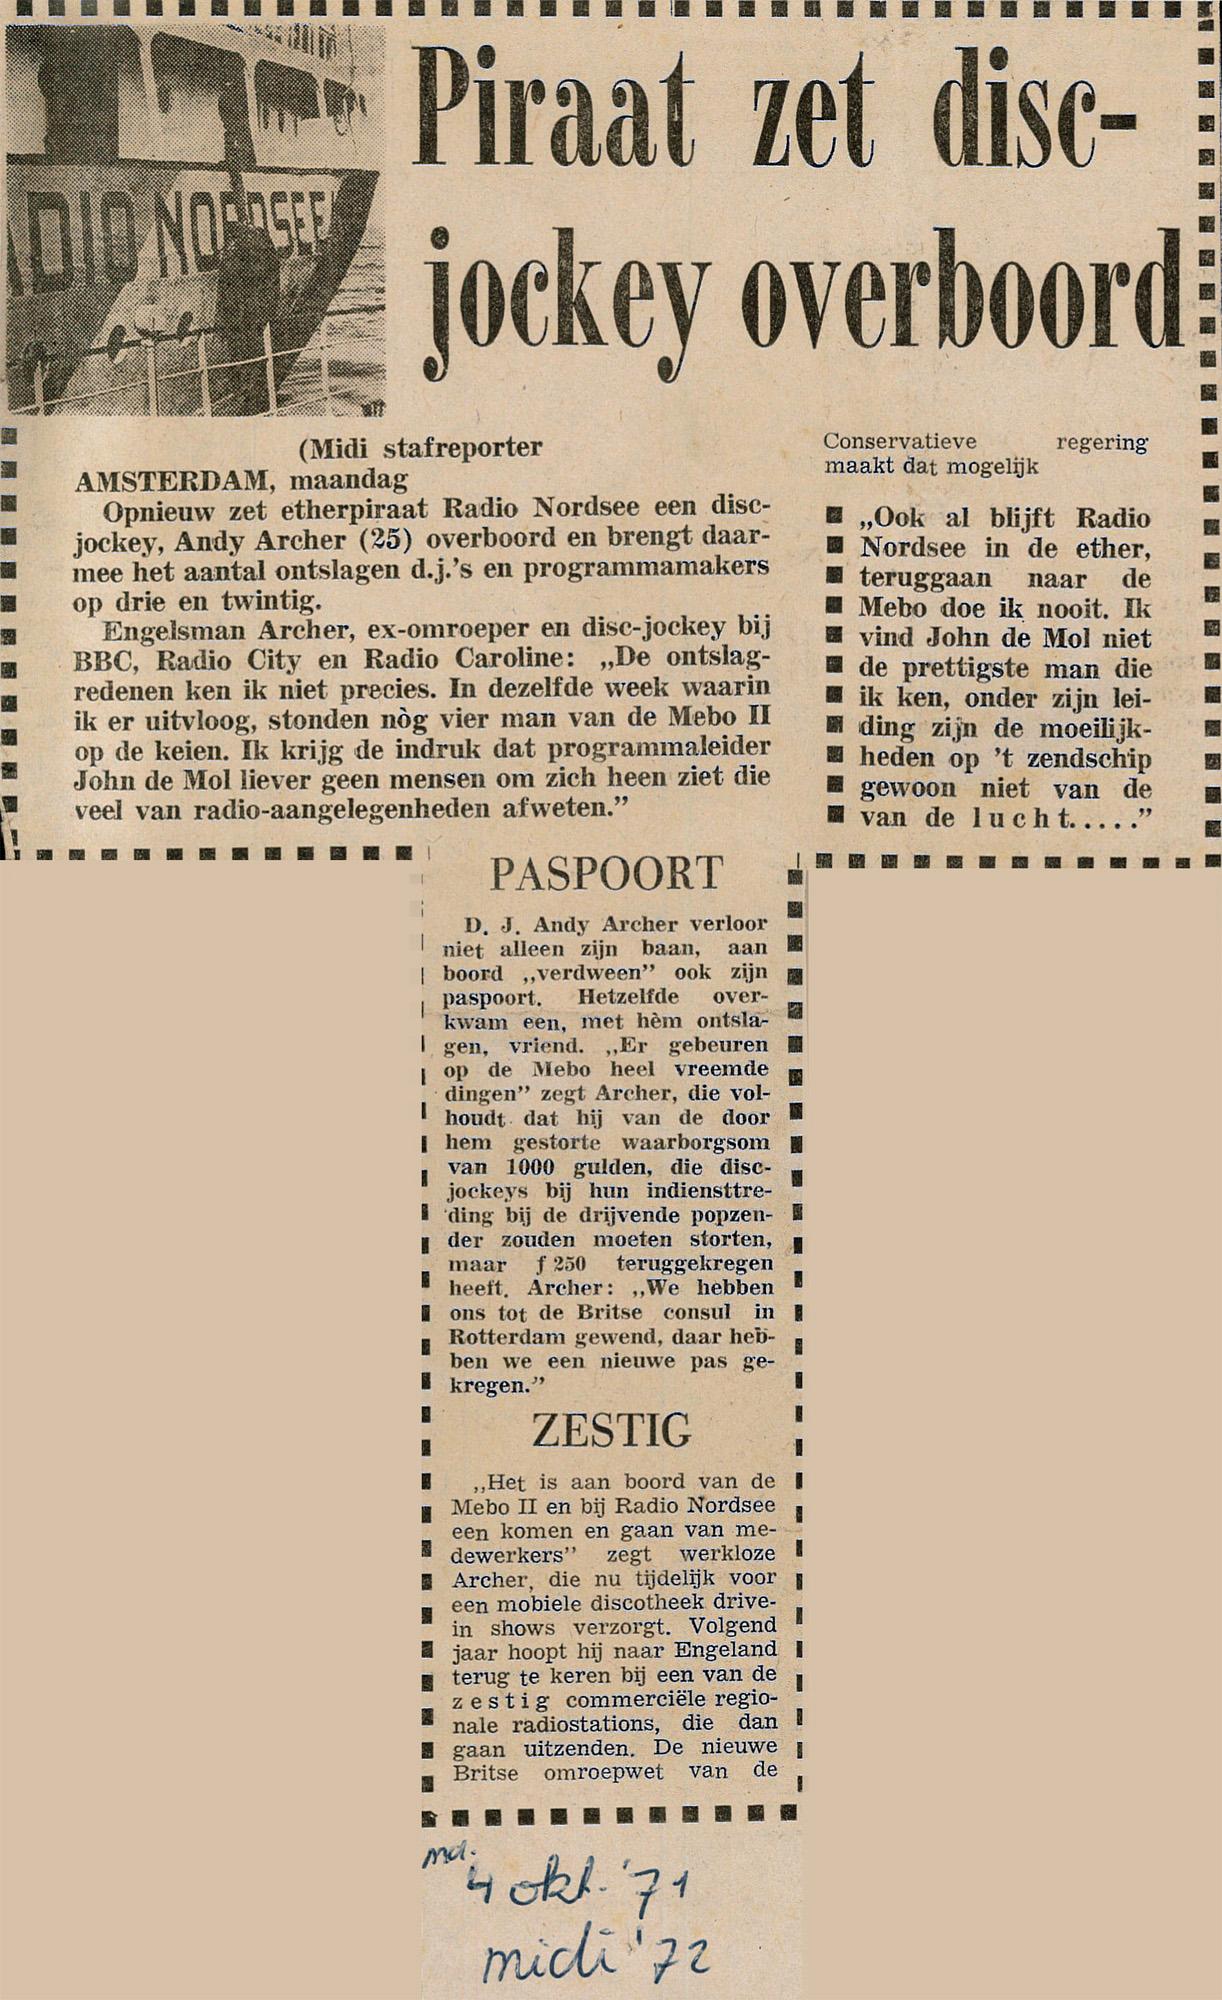 ADIO NORDSEE
Piraat zet disc-
jockey overboord
(Midi stafreporter
AMSTERDAM, maandag
Opnieuw zet etherpiraat Radio Nordsee een disc-
jockey, Andy Archer (25) overboord en brengt daar-
mee het aantal ontslagen d.j.'s en programmamakers
op drie en twintig.
Engelsman Archer, ex-omroeper en disc-jockey bij
BBC, Radio City en Radio Caroline: „De ontslag-
redenen ken ik niet precies. In dezelfde week waarin
ik er uitvloog, stonden nòg vier man van de Mebo II
op de keien. Ik krijg de indruk dat programmaleider
John de Mol liever geen mensen om zich heen ziet die
veel van radio-aangelegenheden afweten.”
PASPOORT
D. J. Andy Archer verloor
niet alleen zijn baan, aan
boord „verdween” ook zijn
paspoort. Hetzelfde over-
kwam een, met hèm ontsla-
gen, vriend. „Er gebeuren
op de Mebo heel vreemde
dingen” zegt Archer, die vol-
houdt dat hij van de door
hem gestorte waarborgsom
van 1000 gulden, die disc-
jockeys bij hun indiensttre-
ding bij de drijvende popzen-
der zouden moeten storten,
maar ƒ 250 teruggekregen
heeft. Archer: „We hebben
ons tot de Britse consul in
Rotterdam gewend, daar heb-
ben we een nieuwe pas ge-
kregen.”
ZESTIG
„Het is aan boord van de
Mebo II en bij Radio Nordsee
een komen en gaan van me-
dewerkers” zegt werkloze
Archer, die nu tijdelijk voor
een mobiele discotheek drive-
in shows verzorgt. Volgend
jaar hoopt hij naar Engeland
terug te keren bij een van de
zestig commerciële regio-
nale radiostations, die dan
gaan uitzenden. De nieuwe
Britse omroepwet van de
Conservatieve regering
maakt dat mogelijk
„Ook al blijft Radio
Nordsee in de ether,
teruggaan naar de
Mebo doe ik nooit. Ik
vind John de Mol niet
de prettigste man die
ik ken, onder zijn lei-
ding zijn de moeilijk-
heden op 't zendschip
gewoon niet van de
van de lucht.....”
md.
4 okt. '71
midi '72